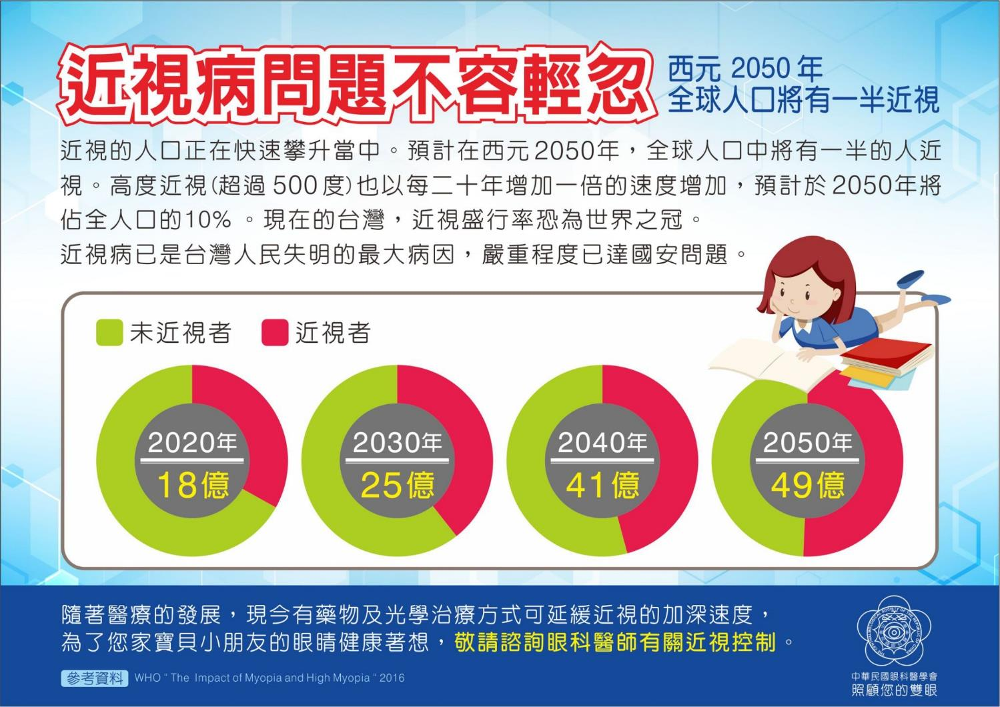 近視病問題不容輕忽
西元 2050 年
全球人口將有一半近視
近視的人口正在快速攀升當中。預計在西元2050年，全球人口中將有一半的人近
視。高度近視(超過 500度)也以每二十年增加一倍的速度增加，預計於2050年將
佔全人口的10% 。現在的台灣，近視盛行率恐為世界之冠。
近視病已是台灣人民失明的最大病因，嚴重程度已達國安問題。
未近視者 近視者
2020年
18億
2030年
25億
2040年
41億
2050年
49億
隨著醫療的發展，現今有藥物及光學治療方式可延緩近視的加深速度，
為了您家寶貝小朋友的眼睛健康著想，敬請諮詢眼科醫師有關近視控制。
參考資料 WHO “ The Impact of Myopia and High Myopia “ 2016
THE OPHTHALMOLOGICAL SOCIETY OF THE REPUBLIC OF CHINA
中華民國眼科醫學會
照顧您的雙眼